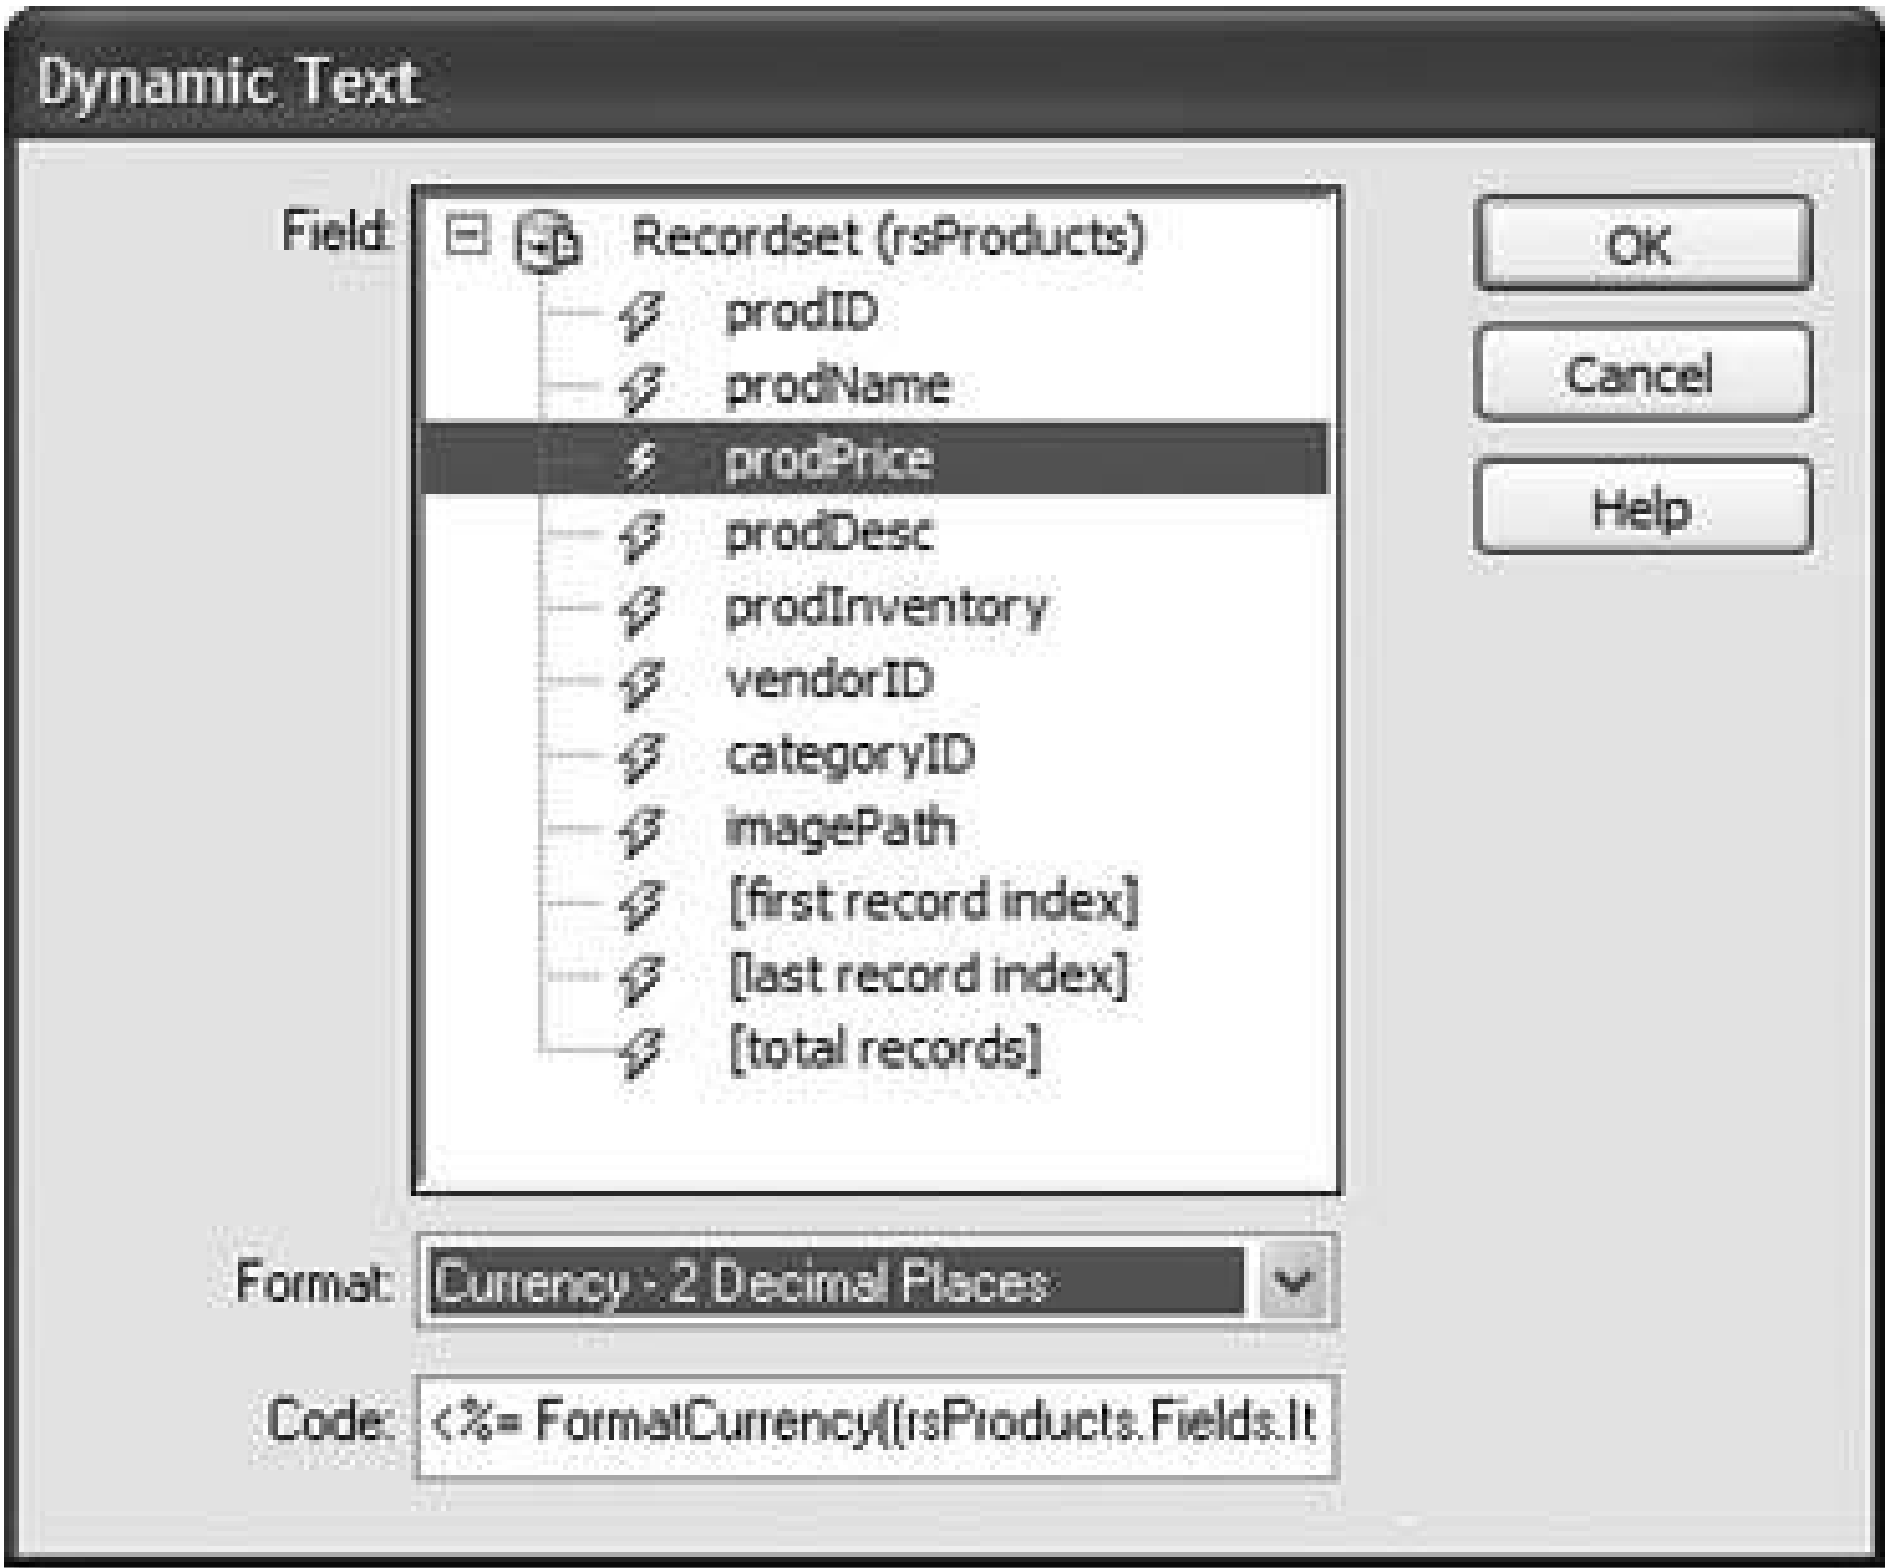 Dynamic Text
Field:
Recordset (rsProducts)
prodID
prodName
prodPrice
prodDesc
prodInventory
vendorID
categoryID
imagePath
[first record index]
[last record index]
[total records]
OK
Cancel
Help
Format:
Currency - 2 Decimal Places
Code:
<%= FormatCurrency((rsProducts.Fields.It